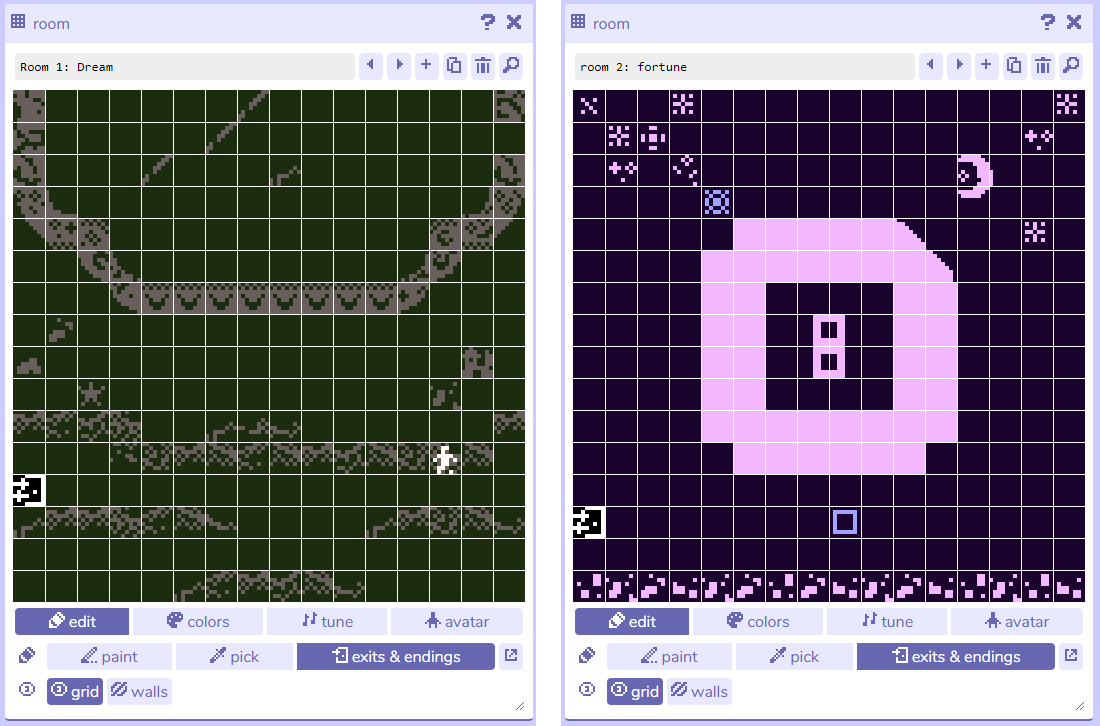 room
Room 1: Dream
edit
colors
tune
avatar
paint
pick
exits & endings
grid
walls
room
room 2: fortune
8
edit
colors
tune
avatar
paint
pick
exits & endings
grid
walls